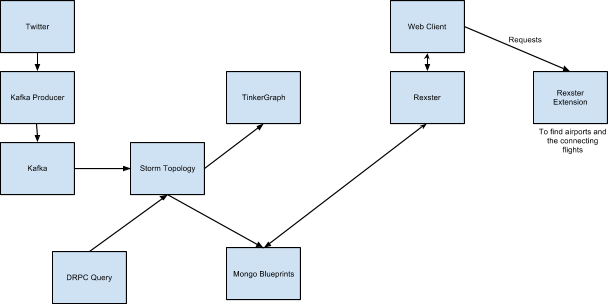 Twitter
Web Client
Requests
Kafka Producer
TinkerGraph
Rexster
Rexster
Extension
To find airports and
the connecting
flights
Kafka
Storm Topology
DRPC Query
Mongo Blueprints